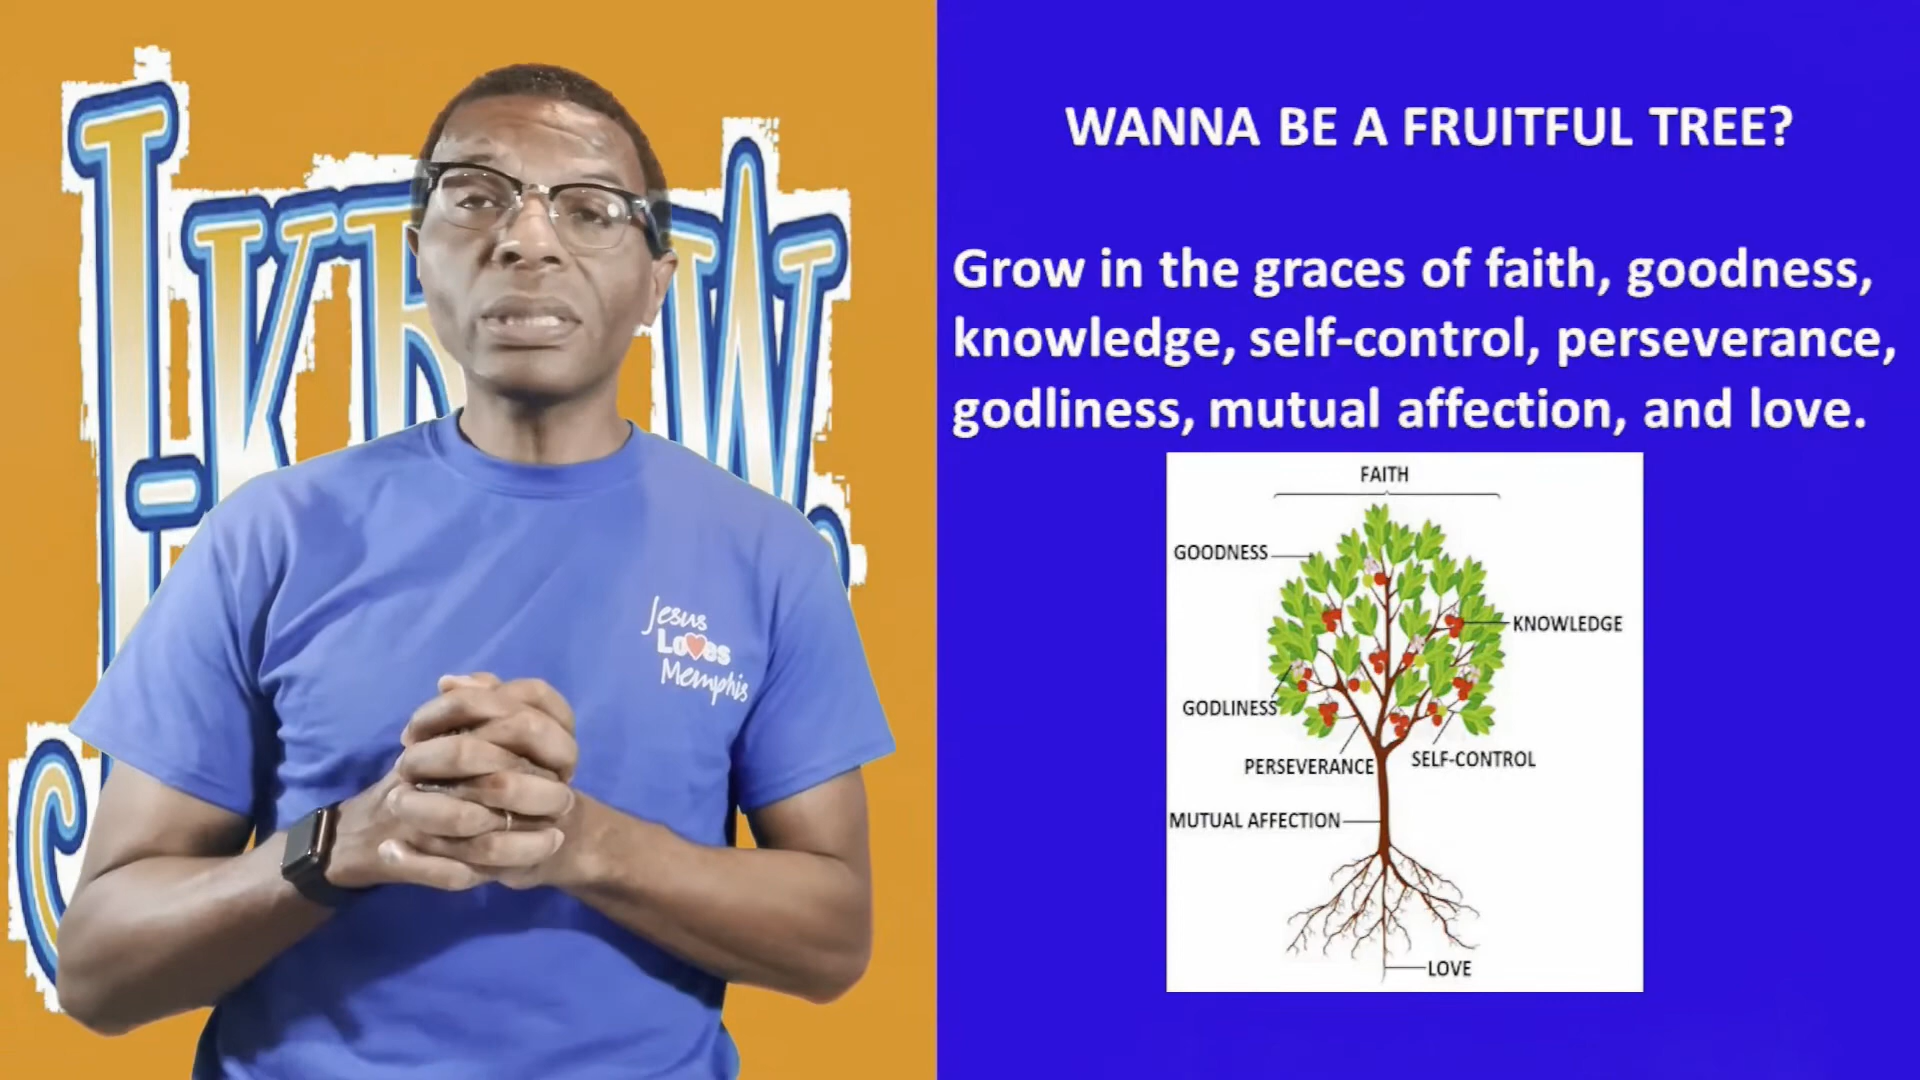 WANNA BE A FRUITFUL TREE?
Grow in the graces of faith, goodness,
knowledge, self-control, perseverance,
godliness, mutual affection, and love.
FAITH
GOODNESS
KNOWLEDGE
GODLINESS
SELF-CONTROL
PERSEVERANCE
MUTUAL AFFECTION
LOVE
Jesus
Loves
Memphis